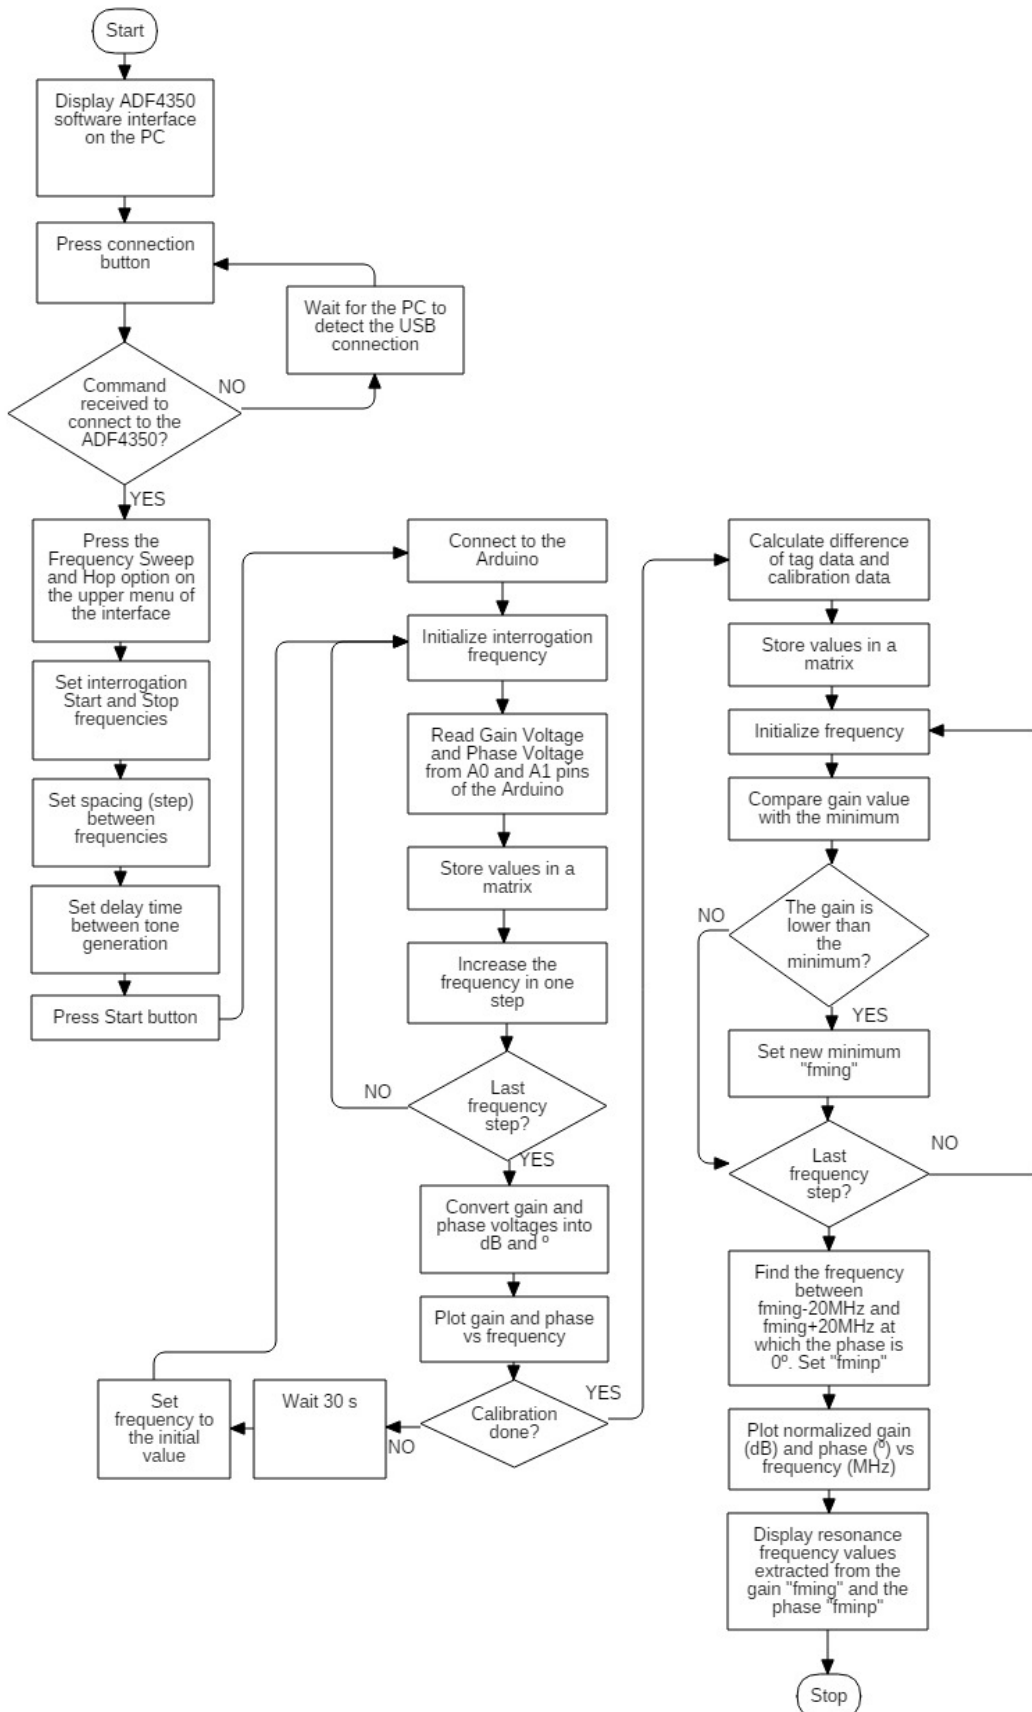 Start
Display ADF4350
software interface
on the PC
Press connection
button
Wait for the PC to
detect the USB
connection
Command
received to
connect to the
ADF4350?
NO
YES
Press the
Frequency Sweep
and Hop option on
the upper menu of
the interface
Set interrogation
Start and Stop
frequencies
Set spacing (step)
between
frequencies
Set delay time
between tone
generation
Press Start button
Connect to the
Arduino
Initialize interrogation
frequency
Read Gain Voltage
and Phase Voltage
from A0 and A1 pins
of the Arduino
Store values in a
matrix
Increase the
frequency in one
step
Last
frequency
step?
NO
YES
Convert gain and
phase voltages into
dB and º
Plot gain and phase
vs frequency
Calibration
done?
YES
NO
Wait 30 s
Set
frequency to
the initial
value
Calculate difference
of tag data and
calibration data
Store values in a
matrix
Initialize frequency
Compare gain value
with the minimum
The gain is
lower than
the
minimum?
NO
YES
Set new minimum
"fming"
Last
frequency
step?
NO
Find the frequency
between
fming-20MHz and
fming+20MHz at
which the phase is
0º. Set "fminp"
Plot normalized gain
(dB) and phase (º) vs
frequency (MHz)
Display resonance
frequency values
extracted from the
gain "fming" and the
phase "fminp"
Stop